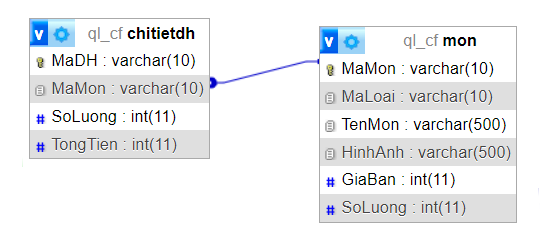 v ql_cf chitietdh
MaDH : varchar(10)
MaMon : varchar(10)
# SoLuong : int(11)
# TongTien : int(11)
v ql_cf mon
MaMon : varchar(10)
MaLoai : varchar(10)
TenMon : varchar(500)
HinhAnh : varchar(500)
# GiaBan : int(11)
# SoLuong : int(11)